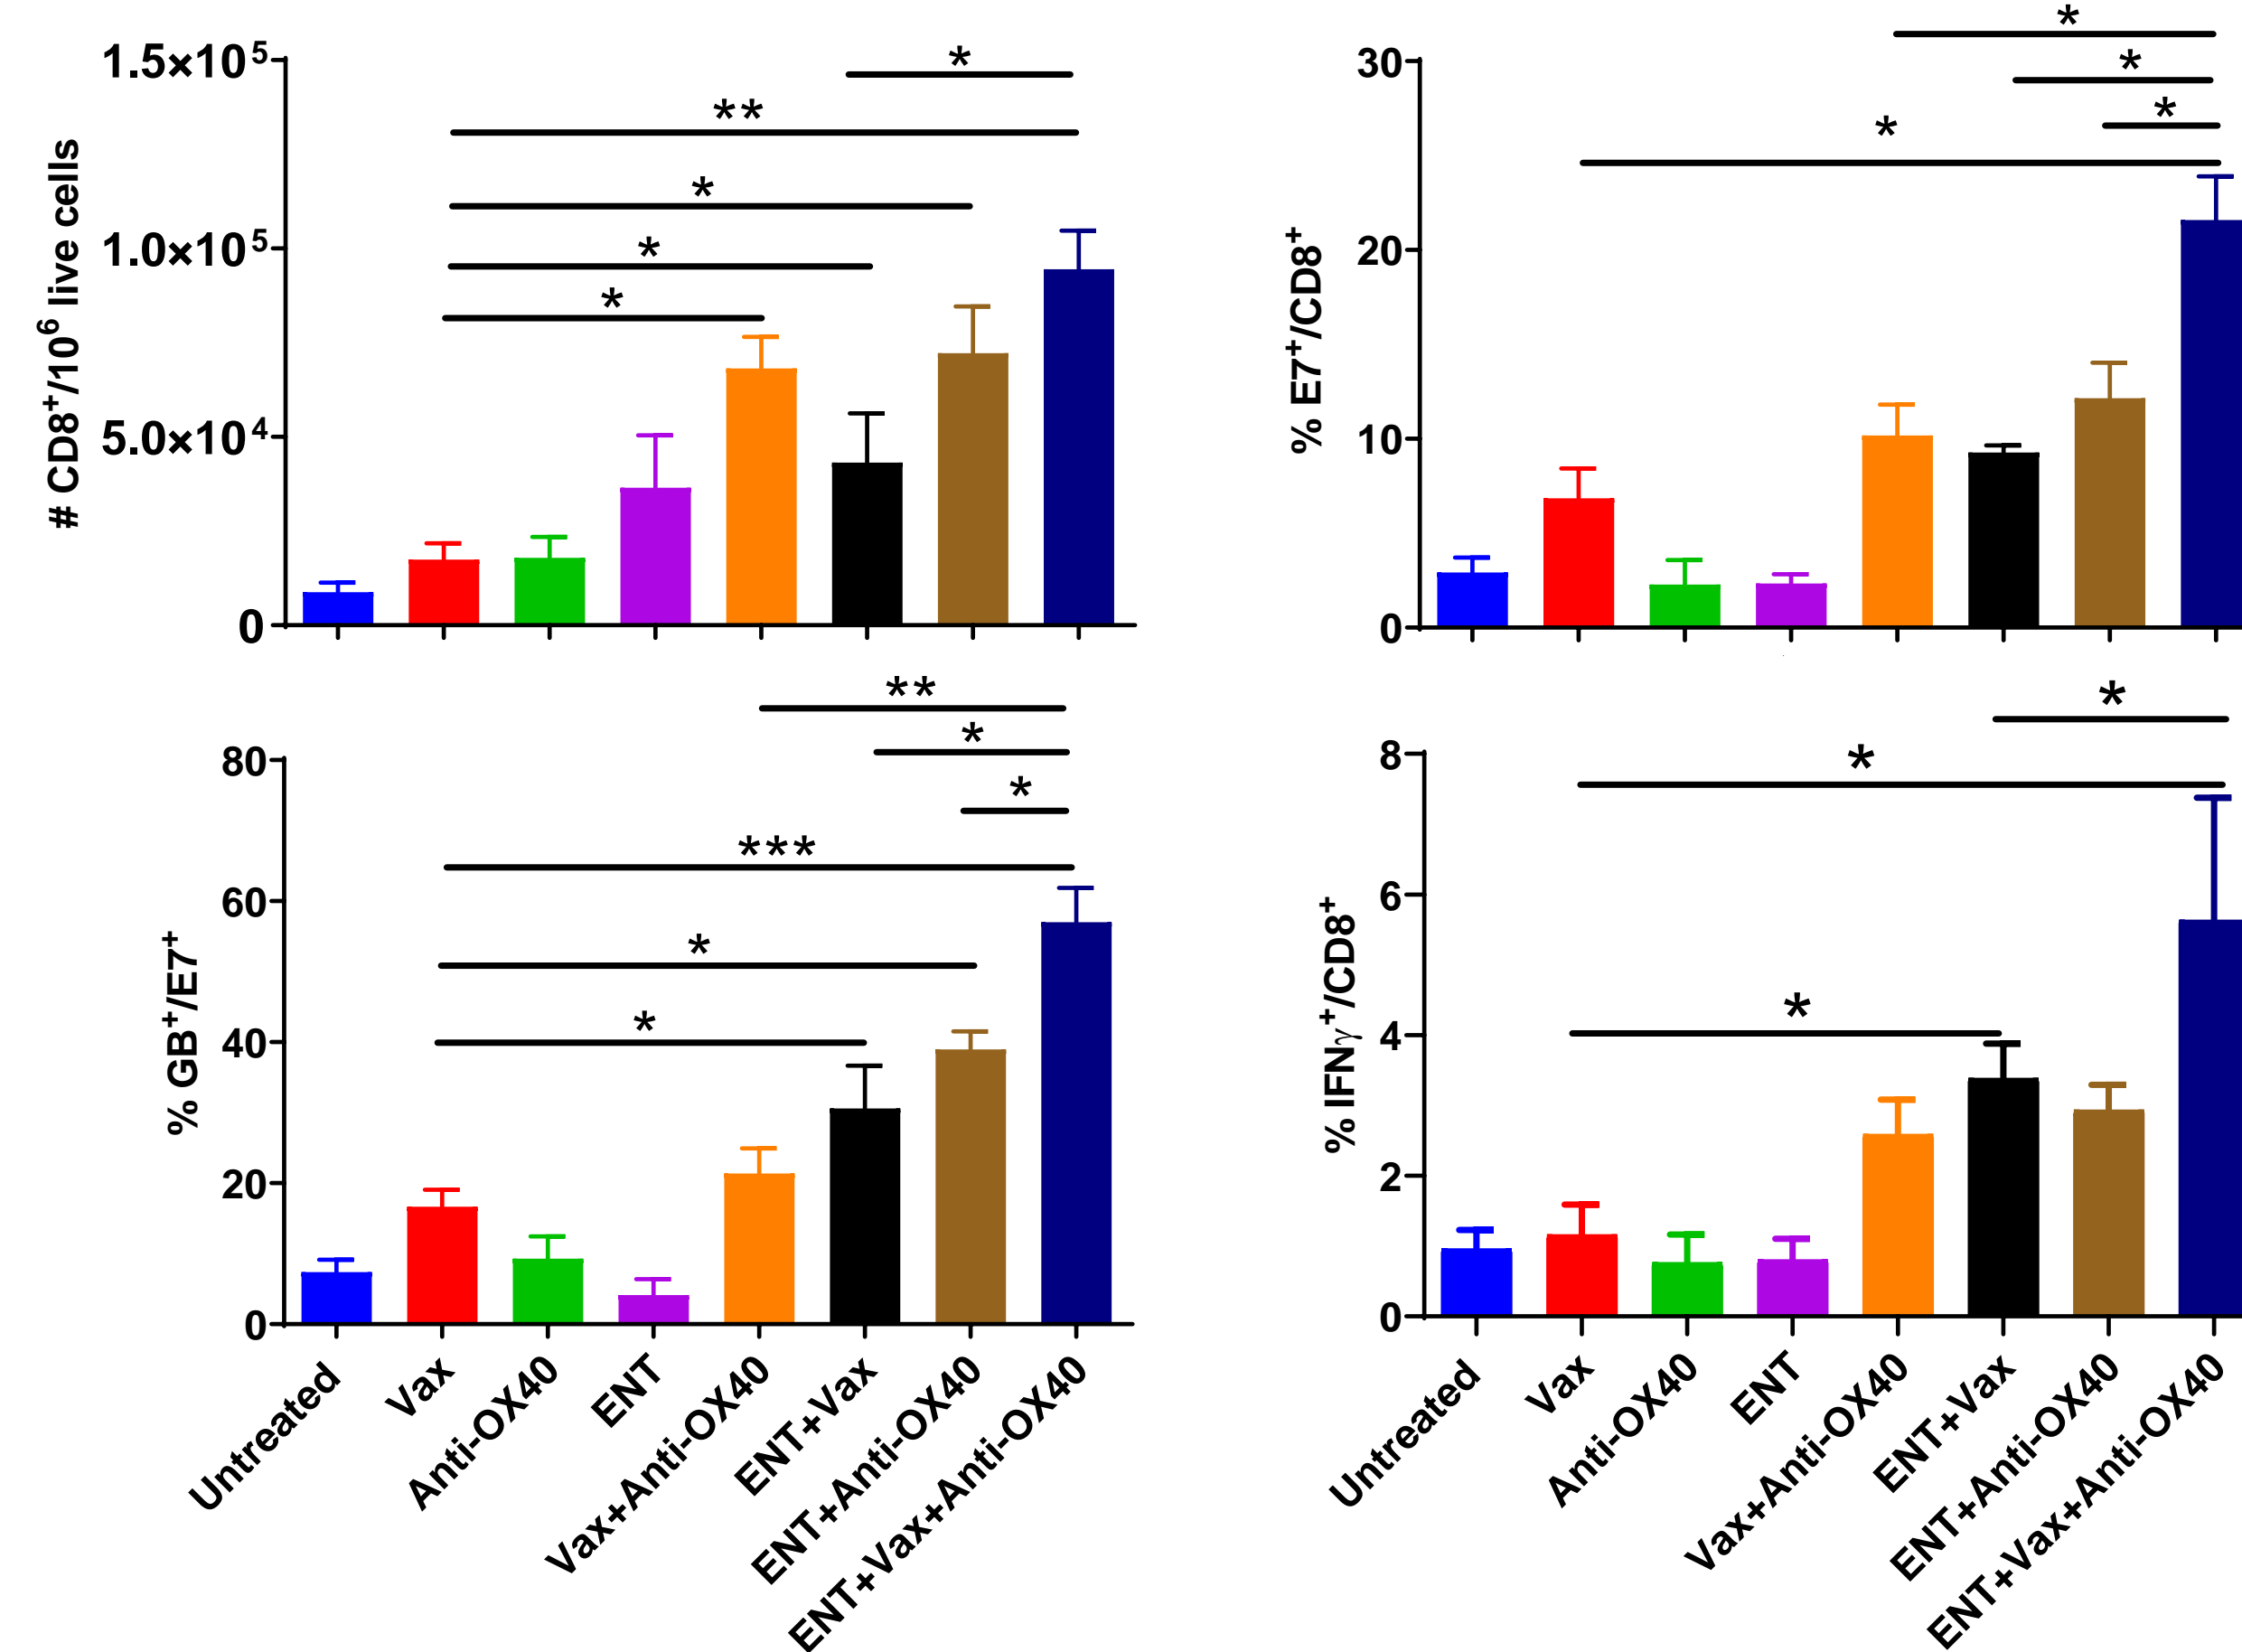 # CD8⁺/10⁶ live cells
1.5×10⁵
1.0×10⁵
5.0×10⁴
0
*
**
*
*
*
% E7⁺/CD8⁺
30
20
10
0
*
*
*
*
% GB⁺/E7⁺
80
60
40
20
0
**
*
*
***
*
*
Untreated
Vax
Anti-OX40
ENT
Vax+Anti-OX40
ENT+Vax
ENT+Anti-OX40
ENT+Vax+Anti-OX40
% IFNγ⁺/CD8⁺
8
6
4
2
0
*
*
*
Untreated
Vax
Anti-OX40
ENT
Vax+Anti-OX40
ENT+Vax
ENT+Anti-OX40
ENT+Vax+Anti-OX40